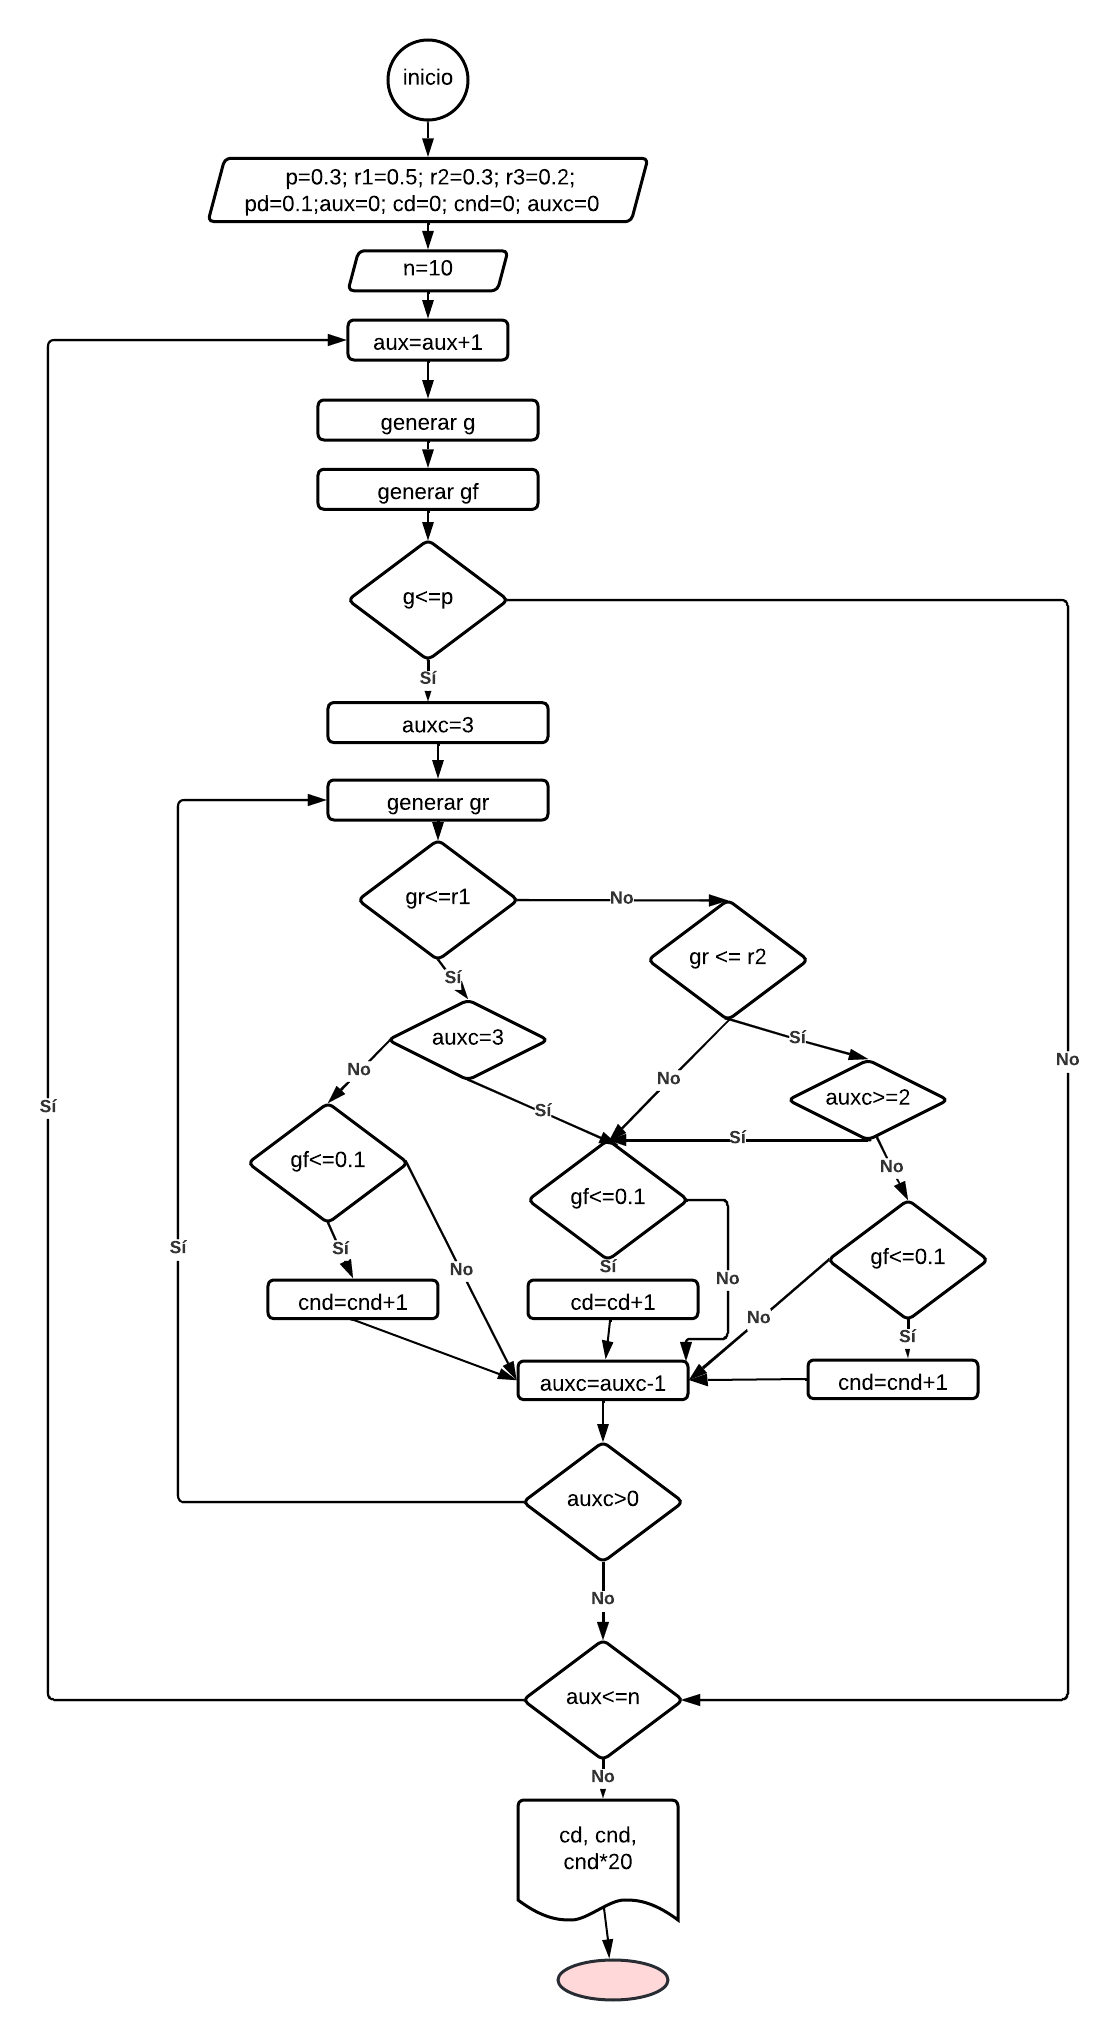 inicio
p=0.3; r1=0.5; r2=0.3; r3=0.2;
pd=0.1;aux=0; cd=0; cnd=0; auxc=0
n=10
aux=aux+1
generar g
generar gf
g<=p
Sí
auxc=3
generar gr
gr<=r1
No
gr <= r2
Sí
auxc=3
Sí
No
No
No
auxc>=2
Sí
Sí
Sí
No
gf<=0.1
gf<=0.1
gf<=0.1
Sí
Sí
No
Sí
No
No
Sí
cnd=cnd+1
cd=cd+1
auxc=auxc-1
cnd=cnd+1
auxc>0
No
aux<=n
No
cd, cnd,
cnd*20